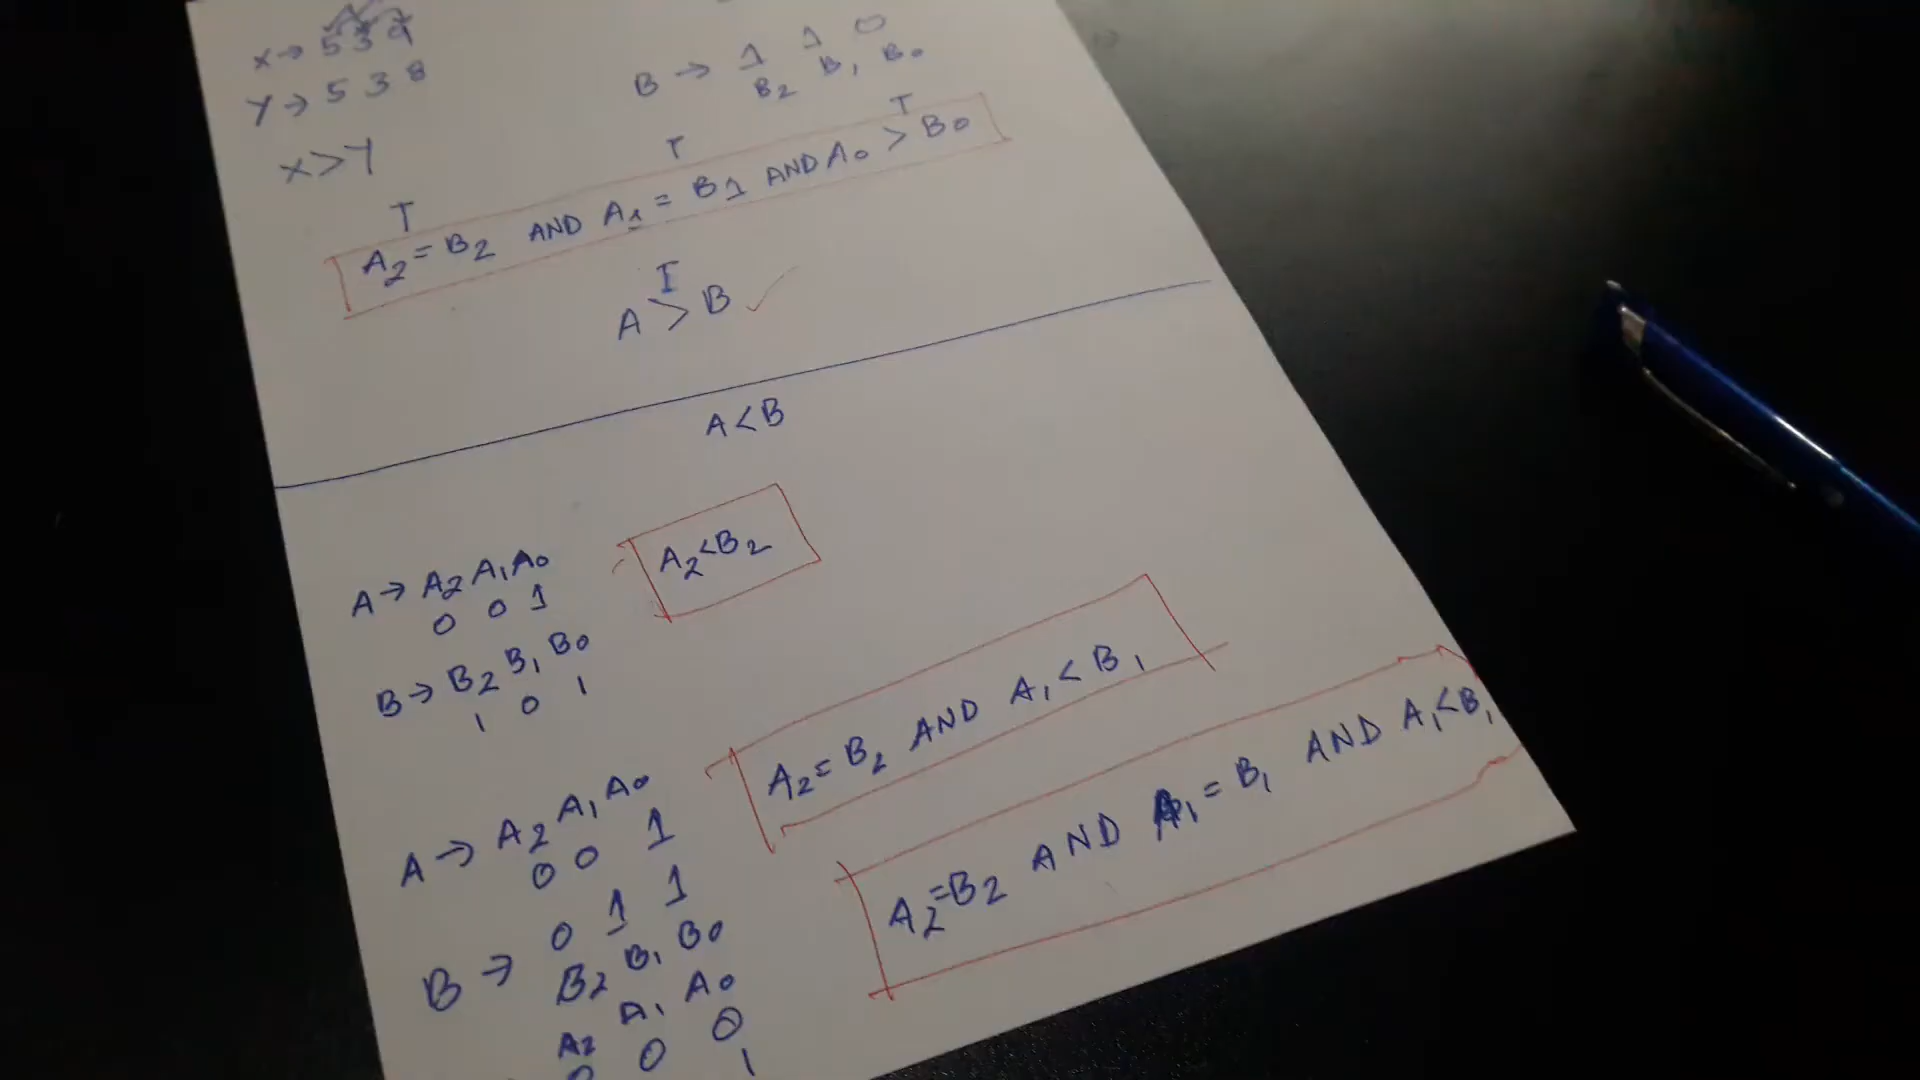 X → 5 3 9
Y → 5 3 8
X > Y
B → 1 1 0
B2 B1 B0
T T T
A2 = B2 AND A1 = B1 AND A0 > B0
A > B ✓
A < B
A → A2 A1 A0
0 0 1
B → B2 B1 B0
1 0 1
A2 < B2
A → A2 A1 A0
0 0 1
B → 0 1 1
B2 B1 B0
A2 = B2 AND A1 < B1
A2 A1 A0
0 0 0
1
A2 = B2 AND A1 = B1 AND A1 < B1